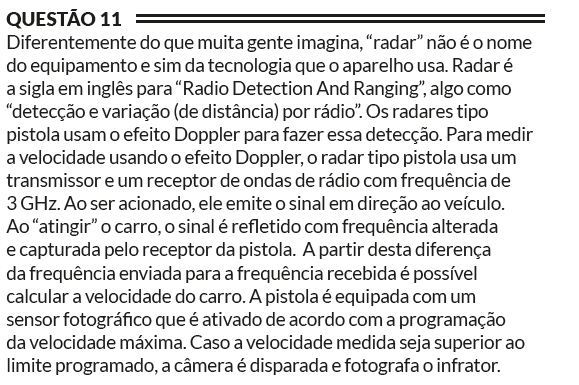 QUESTÃO 11
Diferentemente do que muita gente imagina, “radar” não é o nome
do equipamento e sim da tecnologia que o aparelho usa. Radar é
a sigla em inglês para “Radio Detection And Ranging”, algo como
“detecção e variação (de distância) por rádio”. Os radares tipo
pistola usam o efeito Doppler para fazer essa detecção. Para medir
a velocidade usando o efeito Doppler, o radar tipo pistola usa um
transmissor e um receptor de ondas de rádio com frequência de
3 GHz. Ao ser acionado, ele emite o sinal em direção ao veículo.
Ao “atingir” o carro, o sinal é refletido com frequência alterada
e capturada pelo receptor da pistola. A partir desta diferença
da frequência enviada para a frequência recebida é possível
calcular a velocidade do carro. A pistola é equipada com um
sensor fotográfico que é ativado de acordo com a programação
da velocidade máxima. Caso a velocidade medida seja superior ao
limite programado, a câmera é disparada e fotografa o infrator.